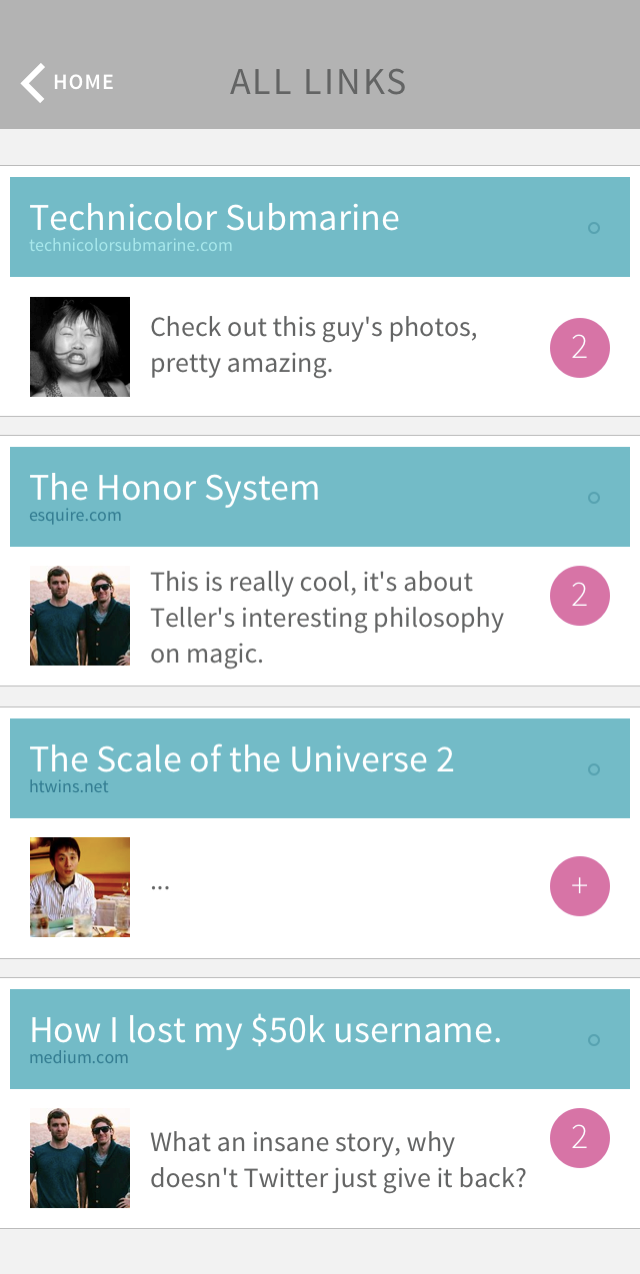 HOME
ALL LINKS
Technicolor Submarine
technicolorsubmarine.com
Check out this guy's photos,
pretty amazing.
2
The Honor System
esquire.com
This is really cool, it's about
Teller's interesting philosophy
on magic.
2
The Scale of the Universe 2
htwins.net
...
+
How I lost my $50k username.
medium.com
What an insane story, why
doesn't Twitter just give it back?
2